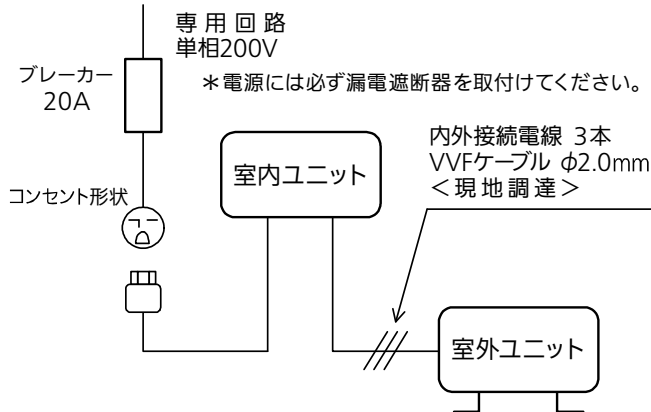 専用回路
単相200V
ブレーカー
20A
＊電源には必ず漏電遮断器を取付けてください。
内外接続電線 3本
VVFケーブル φ2.0mm
＜現地調達＞
室内ユニット
コンセント形状
室外ユニット